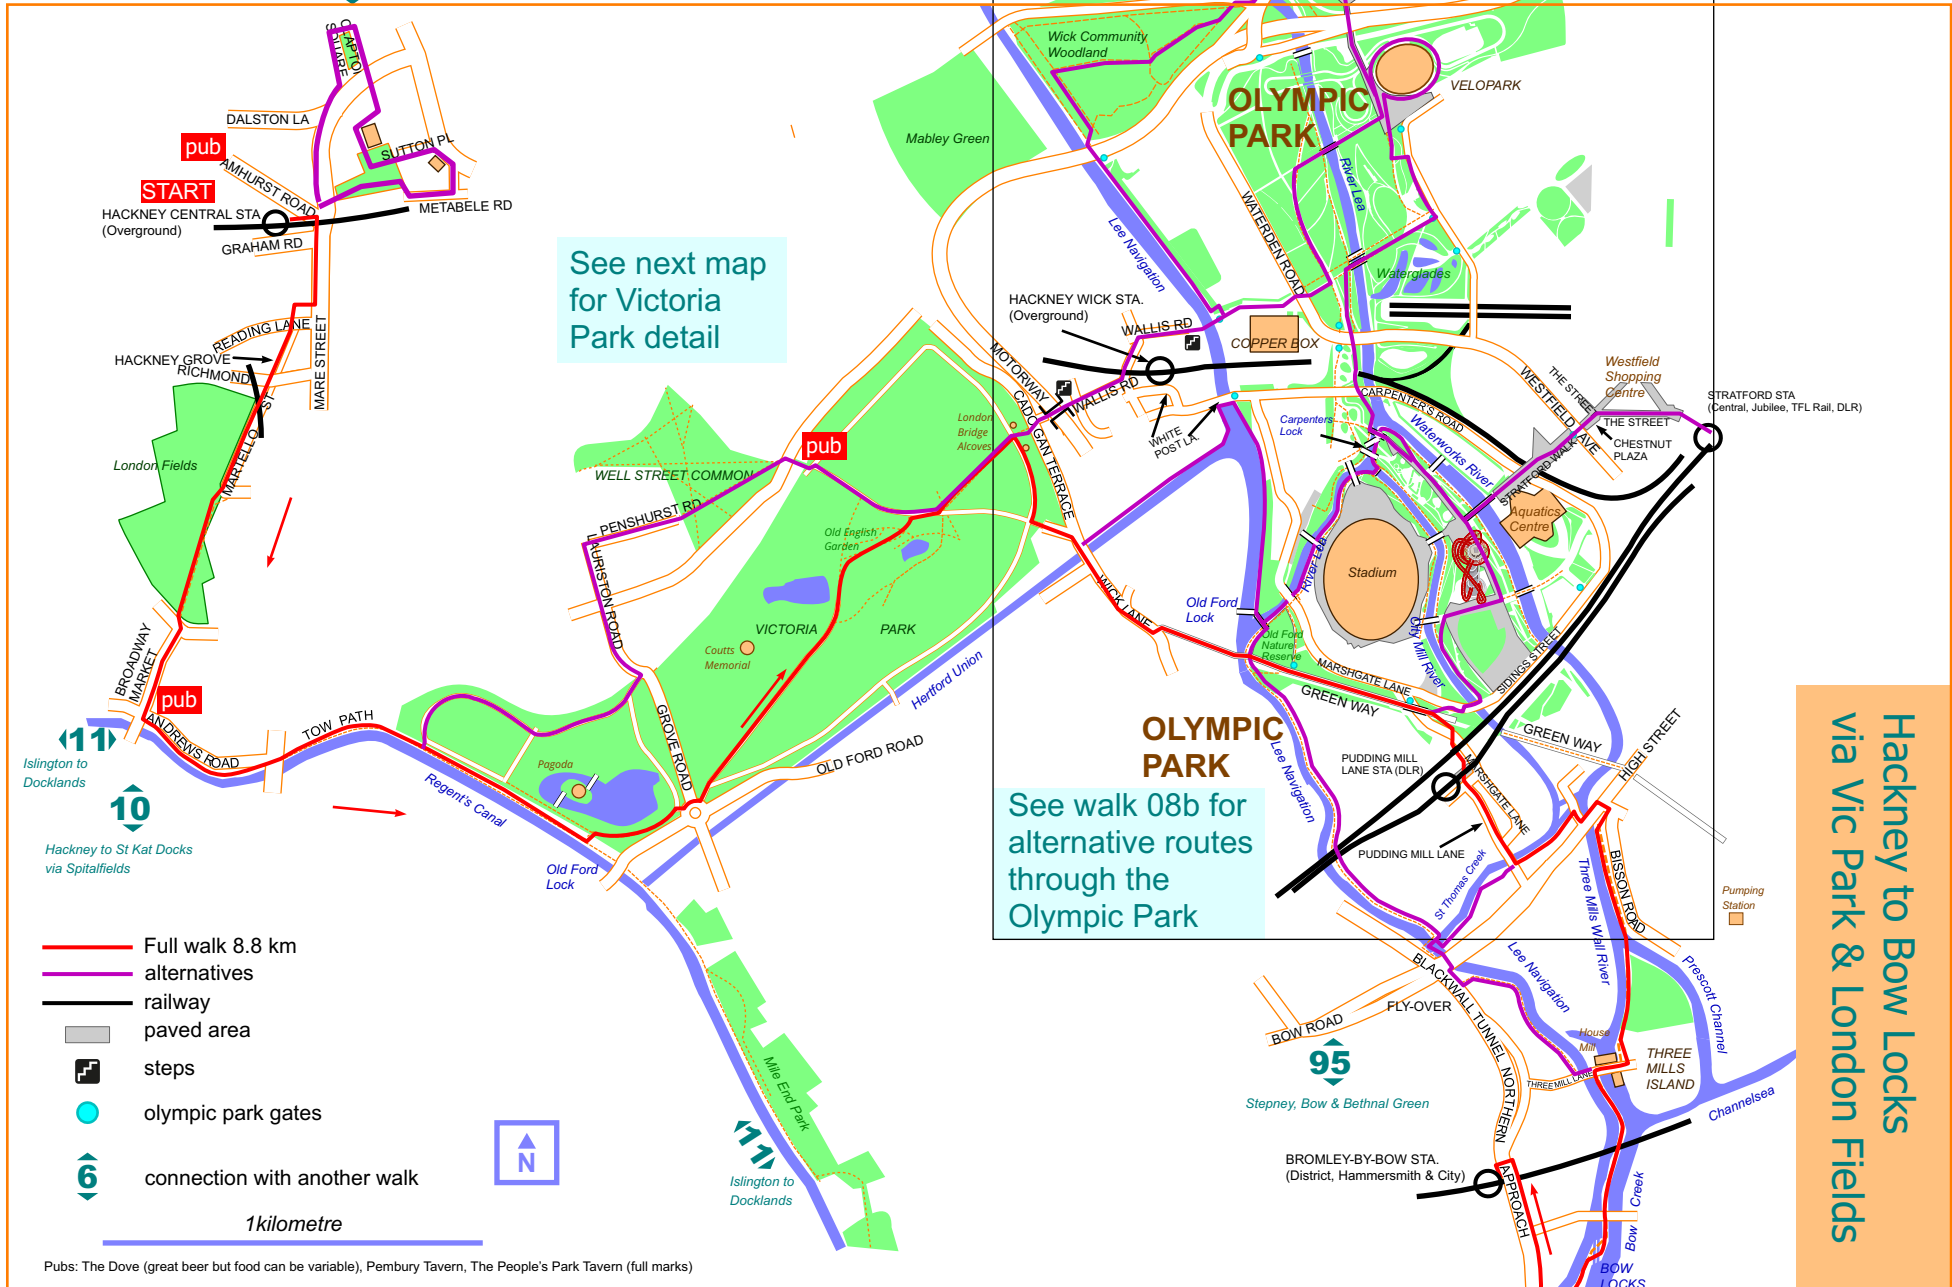 CLAPTON
SQUARE
DALSTON LA
pub
SUTTON PL
AMHURST ROAD
START
HACKNEY CENTRAL STA
(Overground)
METABELE RD
GRAHAM RD
READING LANE
HACKNEY GROVE
RICHMOND
MARE STREET
MARTELLO ST
London Fields
BROADWAY
MARKET
pub
ANDREWS ROAD
TOW PATH
11
Islington to
Docklands
10
Hackney to St Kat Docks
via Spitalfields
Regent's Canal
Pagoda
Old Ford
Lock
GROVE ROAD
OLD FORD ROAD
Hertford Union
See next map
for Victoria
Park detail
WELL STREET COMMON
PENSHURST RD
LAURISTON ROAD
pub
Old English
Garden
VICTORIA
PARK
Coutts
Memorial
London
Bridge
Alcoves
MOTORWAY
CADOGAN TERRACE
WICK LANE
Mabley Green
Wick Community
Woodland
OLYMPIC
PARK
VELOPARK
River Lea
WATERDEN ROAD
Lee Navigation
Waterglades
HACKNEY WICK STA.
(Overground)
WALLIS RD
COPPER BOX
WALLIS RD
WHITE
POST LA.
Carpenters
Lock
CARPENTER'S ROAD
Waterworks River
WESTFIELD AVE
THE STREET
Westfield
Shopping
Centre
STRATFORD STA
(Central, Jubilee, TFL Rail, DLR)
THE STREET
CHESTNUT
PLAZA
STRATFORD WALK
Aquatics
Centre
Stadium
River Lea
Old Ford
Lock
Old Ford
Nature
Reserve
City Mill River
MARSHGATE LANE
GREEN WAY
SIDINGS STREET
GREEN WAY
HIGH STREET
OLYMPIC
PARK
Lee Navigation
PUDDING MILL
LANE STA (DLR)
MARSHGATE LANE
PUDDING MILL LANE
See walk 08b for
alternative routes
through the
Olympic Park
St Thomas Creek
Three Mills Wall River
BISSON ROAD
Pumping
Station
Prescott Channel
Lee Navigation
BLACKWALL TUNNEL NORTHERN
APPROACH
FLY-OVER
BOW ROAD
95
Stepney, Bow & Bethnal Green
House
Mill
THREE MILL LANE
THREE
MILLS
ISLAND
Channelsea
BROMLEY-BY-BOW STA.
(District, Hammersmith & City)
Bow Creek
BOW
LOCKS
Mile End Park
11
Islington to
Docklands
Full walk 8.8 km
alternatives
railway
paved area
steps
olympic park gates
6
connection with another walk
N
1kilometre
Pubs: The Dove (great beer but food can be variable), Pembury Tavern, The People's Park Tavern (full marks)
Hackney to Bow Locks
via Vic Park & London Fields